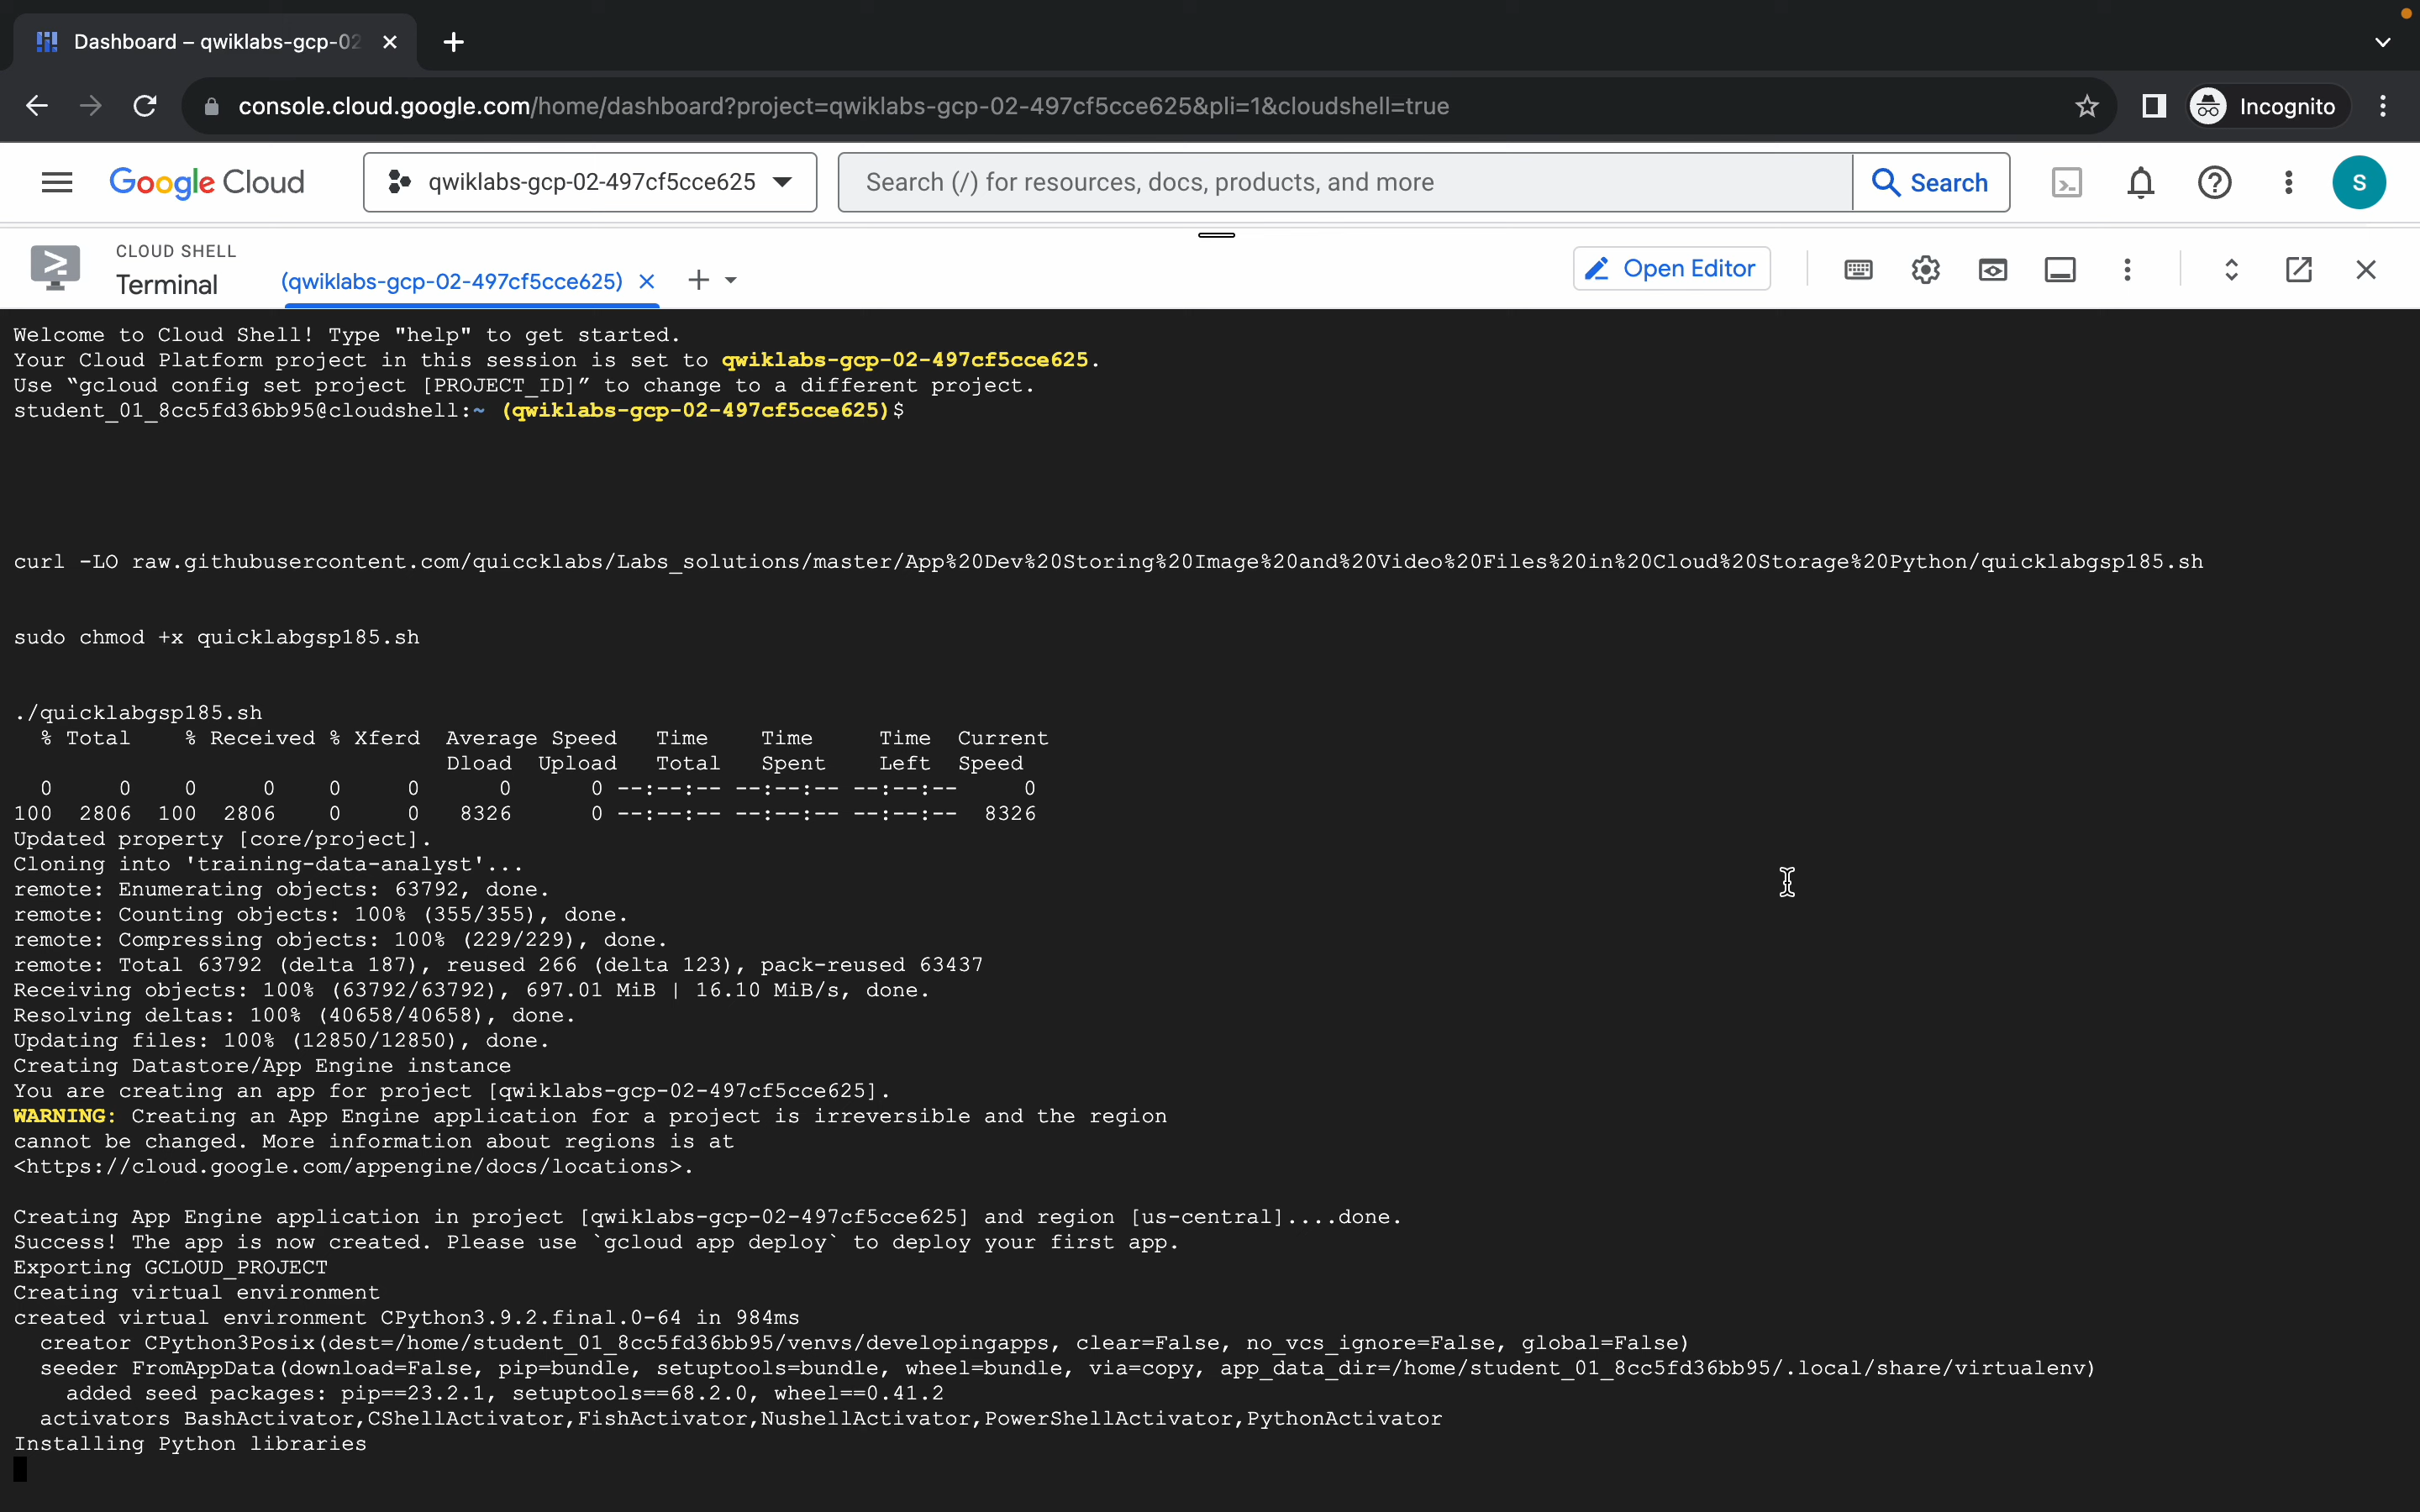 Dashboard – qwiklabs-gcp-02
console.cloud.google.com/home/dashboard?project=qwiklabs-gcp-02-497cf5cce625&pli=1&cloudshell=true
Incognito
Google Cloud
qwiklabs-gcp-02-497cf5cce625
Search (/) for resources, docs, products, and more
Search
S
CLOUD SHELL
Terminal
(qwiklabs-gcp-02-497cf5cce625)
Open Editor
Welcome to Cloud Shell! Type "help" to get started.
Your Cloud Platform project in this session is set to qwiklabs-gcp-02-497cf5cce625.
Use “gcloud config set project [PROJECT_ID]” to change to a different project.
student_01_8cc5fd36bb95@cloudshell:~ (qwiklabs-gcp-02-497cf5cce625)$
curl -LO raw.githubusercontent.com/quiccklabs/Labs_solutions/master/App%20Dev%20Storing%20Image%20and%20Video%20Files%20in%20Cloud%20Storage%20Python/quicklabgsp185.sh
sudo chmod +x quicklabgsp185.sh
./quicklabgsp185.sh
% Total % Received % Xferd Average Speed Time Time Time Current
Dload Upload Total Spent Left Speed
0 0 0 0 0 0 0 0 --:--:-- --:--:-- --:--:-- 0
100 2806 100 2806 0 0 8326 0 --:--:-- --:--:-- --:--:-- 8326
Updated property [core/project].
Cloning into 'training-data-analyst'...
remote: Enumerating objects: 63792, done.
remote: Counting objects: 100% (355/355), done.
remote: Compressing objects: 100% (229/229), done.
remote: Total 63792 (delta 187), reused 266 (delta 123), pack-reused 63437
Receiving objects: 100% (63792/63792), 697.01 MiB | 16.10 MiB/s, done.
Resolving deltas: 100% (40658/40658), done.
Updating files: 100% (12850/12850), done.
Creating Datastore/App Engine instance
You are creating an app for project [qwiklabs-gcp-02-497cf5cce625].
WARNING: Creating an App Engine application for a project is irreversible and the region
cannot be changed. More information about regions is at
<https://cloud.google.com/appengine/docs/locations>.
Creating App Engine application in project [qwiklabs-gcp-02-497cf5cce625] and region [us-central]....done.
Success! The app is now created. Please use `gcloud app deploy` to deploy your first app.
Exporting GCLOUD_PROJECT
Creating virtual environment
created virtual environment CPython3.9.2.final.0-64 in 984ms
creator CPython3Posix(dest=/home/student_01_8cc5fd36bb95/venvs/developingapps, clear=False, no_vcs_ignore=False, global=False)
seeder FromAppData(download=False, pip=bundle, setuptools=bundle, wheel=bundle, via=copy, app_data_dir=/home/student_01_8cc5fd36bb95/.local/share/virtualenv)
added seed packages: pip==23.2.1, setuptools==68.2.0, wheel==0.41.2
activators BashActivator,CShellActivator,FishActivator,NushellActivator,PowerShellActivator,PythonActivator
Installing Python libraries